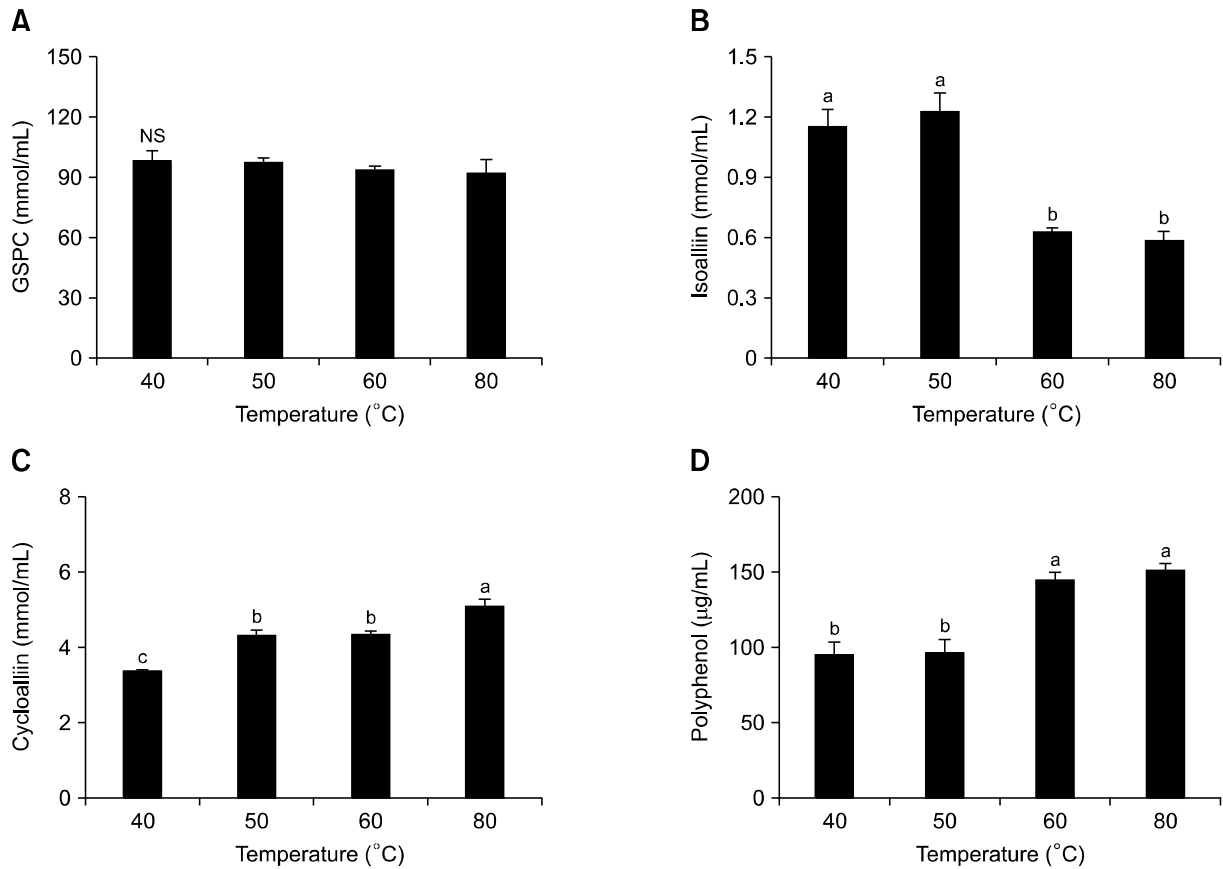 A
GSPC (mmol/mL)
150
120
90
60
30
0
NS
40 50 60 80
Temperature (°C)
B
Isoalliin (mmol/mL)
1.5
1.2
0.9
0.6
0.3
0
a a b b
40 50 60 80
Temperature (°C)
C
Cycloalliin (mmol/mL)
8
6
4
2
0
c b b a
40 50 60 80
Temperature (°C)
D
Polyphenol (μg/mL)
200
150
100
50
0
b b a a
40 50 60 80
Temperature (°C)